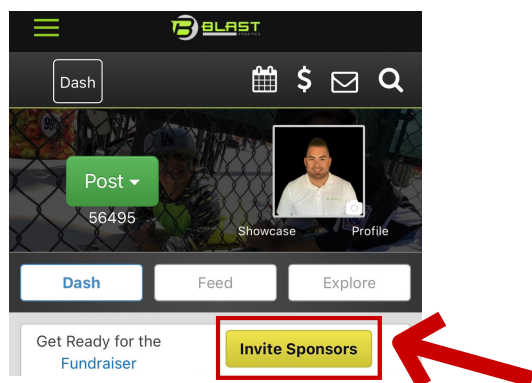 BLAST
Dash
$
Post
56495
Showcase Profile
Dash Feed Explore
Get Ready for the
Fundraiser
Invite Sponsors